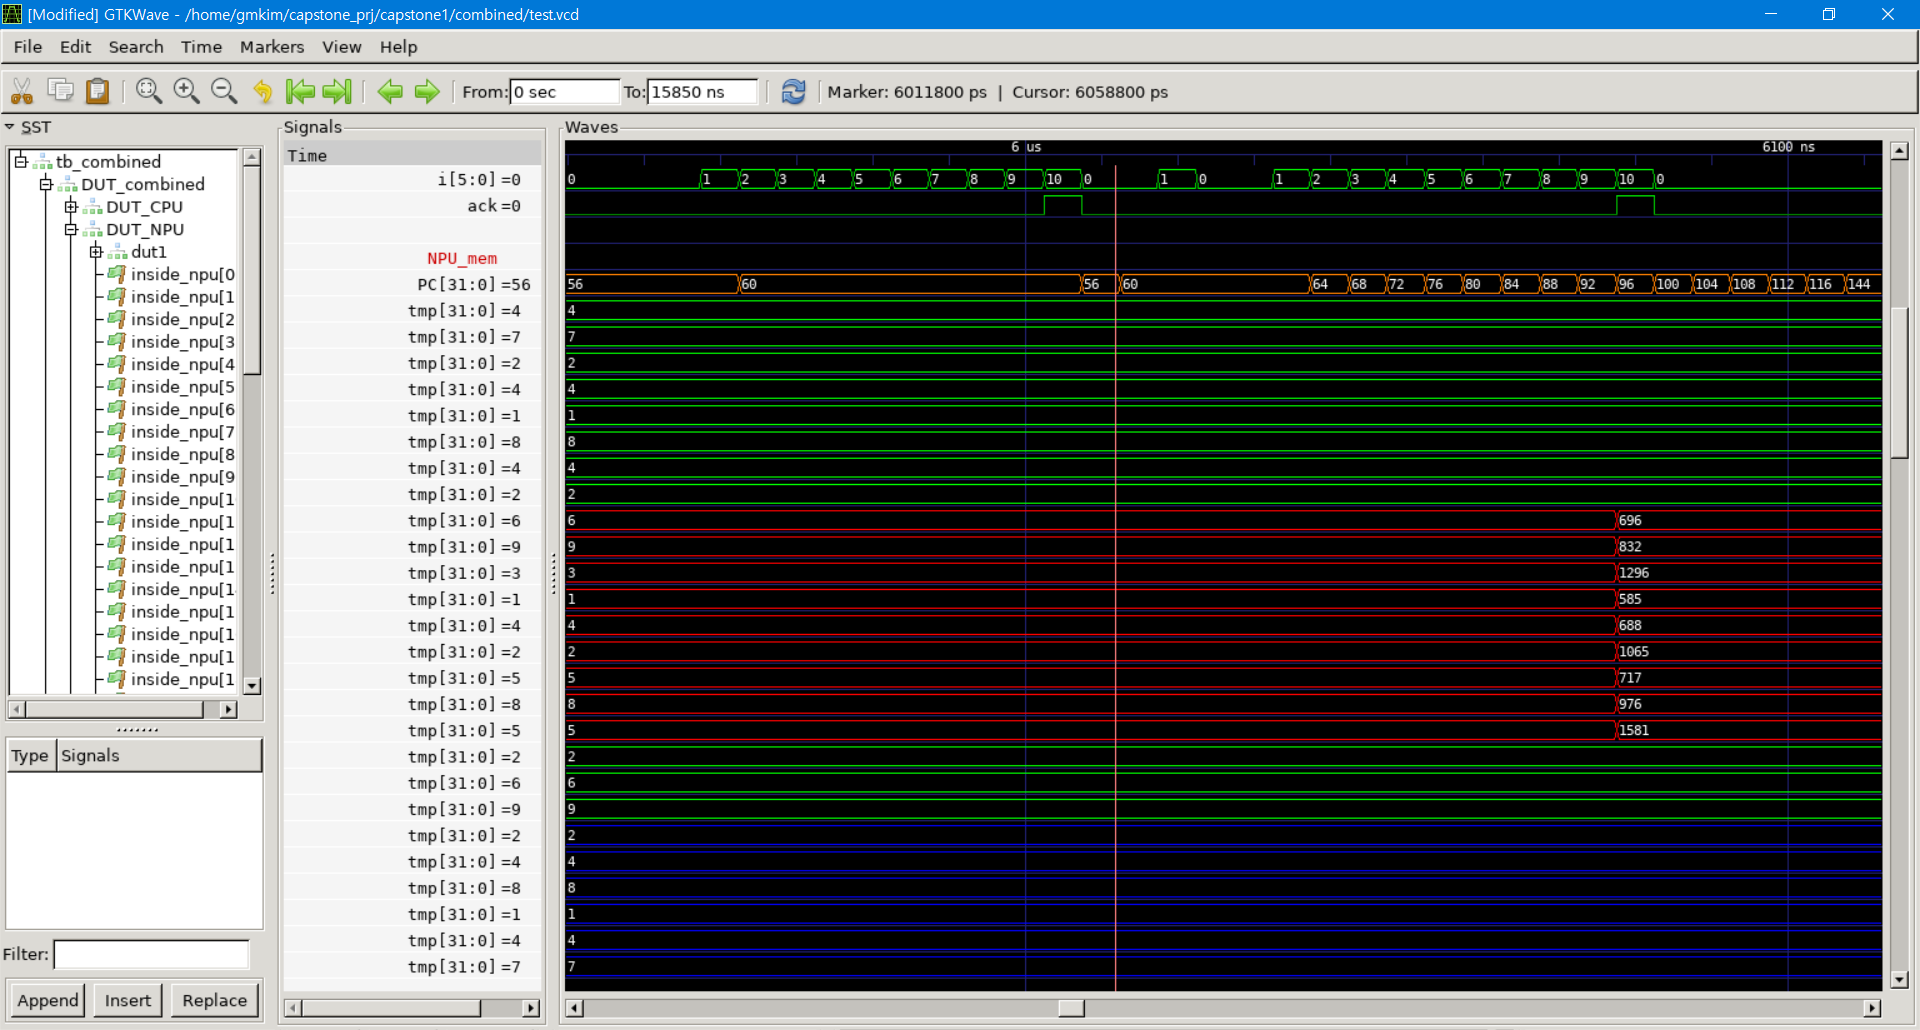 [Modified] GTKWave - /home/gmkim/capstone_prj/capstone1/combined/test.vcd
File Edit Search Time Markers View Help
From: 0 sec To: 15850 ns Marker: 6011800 ps | Cursor: 6058800 ps
SST
tb_combined
DUT_combined
DUT_CPU
DUT_NPU
dut1
inside_npu[0
inside_npu[1
inside_npu[2
inside_npu[3
inside_npu[4
inside_npu[5
inside_npu[6
inside_npu[7
inside_npu[8
inside_npu[9
inside_npu[1
inside_npu[1
inside_npu[1
inside_npu[1
inside_npu[1
inside_npu[1
inside_npu[1
inside_npu[1
inside_npu[1
Type Signals
Filter:
Append Insert Replace
Signals
Time
i[5:0] =0
ack =0
NPU_mem
PC[31:0] =56
tmp[31:0] =4
tmp[31:0] =7
tmp[31:0] =2
tmp[31:0] =4
tmp[31:0] =1
tmp[31:0] =8
tmp[31:0] =4
tmp[31:0] =2
tmp[31:0] =6
tmp[31:0] =9
tmp[31:0] =3
tmp[31:0] =1
tmp[31:0] =4
tmp[31:0] =2
tmp[31:0] =5
tmp[31:0] =8
tmp[31:0] =5
tmp[31:0] =2
tmp[31:0] =6
tmp[31:0] =9
tmp[31:0] =2
tmp[31:0] =4
tmp[31:0] =8
tmp[31:0] =1
tmp[31:0] =4
tmp[31:0] =7
Waves
6 us 6100 ns
0 1 2 3 4 5 6 7 8 9 10 0 1 0 1 2 3 4 5 6 7 8 9 10 0
56 60 56 60 64 68 72 76 80 84 88 92 96 100 104 108 112 116 144
4
7
2
4
1
8
4
2
6 696
9 832
3 1296
1 585
4 688
2 1065
5 717
8 976
5 1581
2
6
9
2
4
8
1
4
7